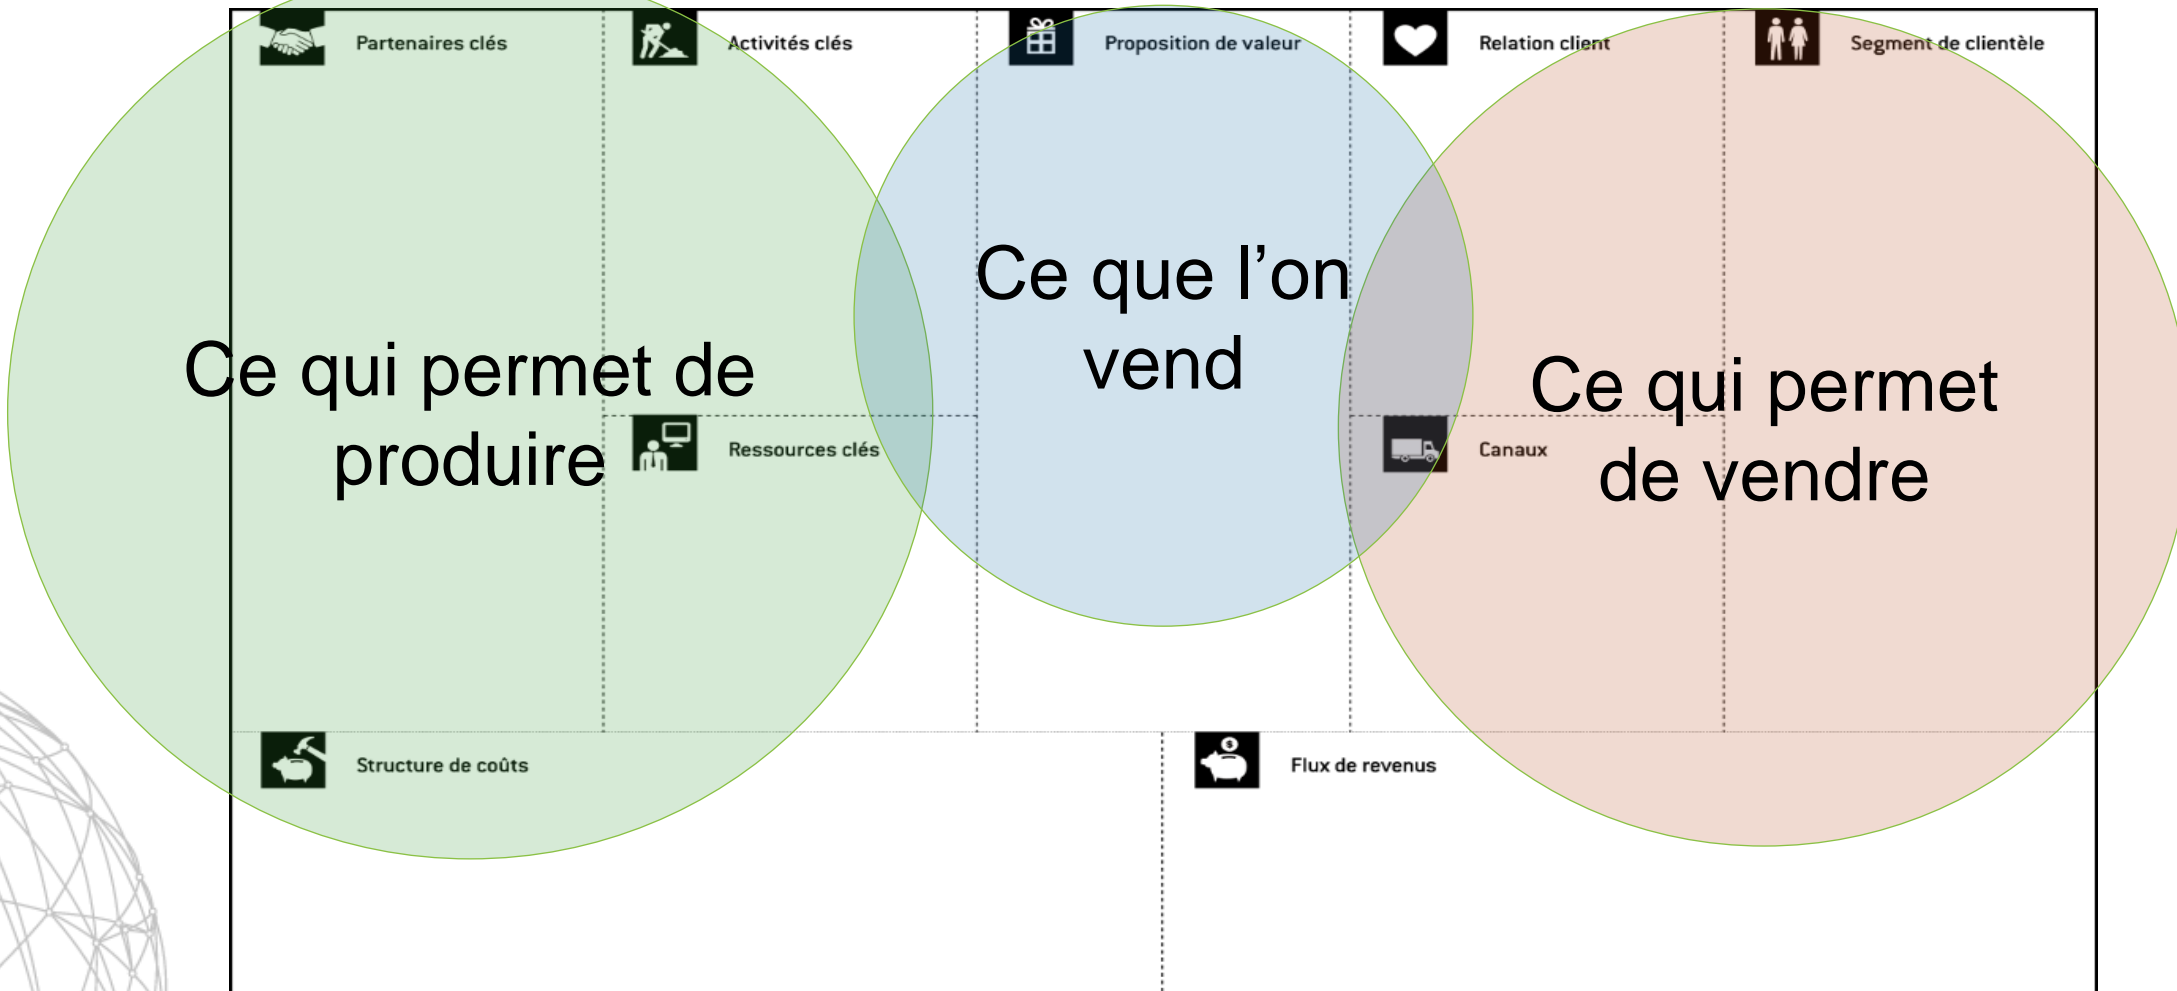 Partenaires clés
Activités clés
Proposition de valeur
Relation client
Segment de clientèle
Ce qui permet de
produire
Ce que l’on
vend
Ce qui permet
de vendre
Ressources clés
Canaux
Structure de coûts
Flux de revenus